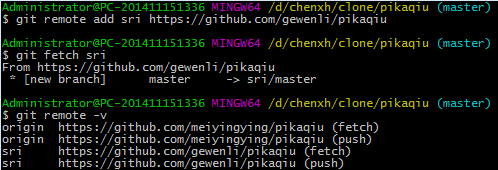 Administrator@PC-201411151336 MINGW64 /d/chenxh/clone/pikaqiu (master)
$ git remote add sri https://github.com/gewenli/pikaqiu
Administrator@PC-201411151336 MINGW64 /d/chenxh/clone/pikaqiu (master)
$ git fetch sri
From https://github.com/gewenli/pikaqiu
 * [new branch]      master     -> sri/master
Administrator@PC-201411151336 MINGW64 /d/chenxh/clone/pikaqiu (master)
$ git remote -v
origin  https://github.com/meiyingying/pikaqiu (fetch)
origin  https://github.com/meiyingying/pikaqiu (push)
sri     https://github.com/gewenli/pikaqiu (fetch)
sri     https://github.com/gewenli/pikaqiu (push)